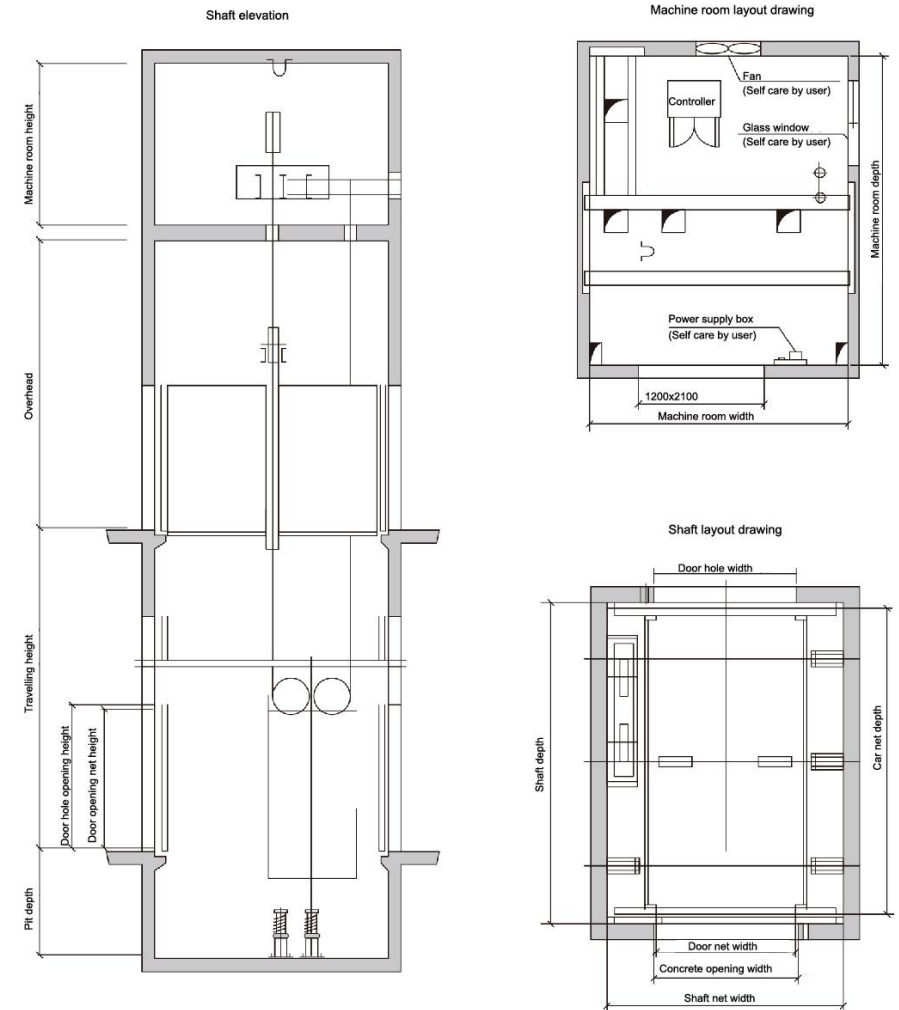 Shaft elevation
Machine room height
Overhead
Travelling height
Door hole opening height
Door opening net height
Pit depth
Machine room layout drawing
Fan
(Self care by user)
Controller
Glass window
(Self care by user)
Machine room depth
Power supply box
(Self care by user)
1200x2100
Machine room width
Shaft layout drawing
Door hole width
Shaft depth
Car net depth
Door net width
Concrete opening width
Shaft net width